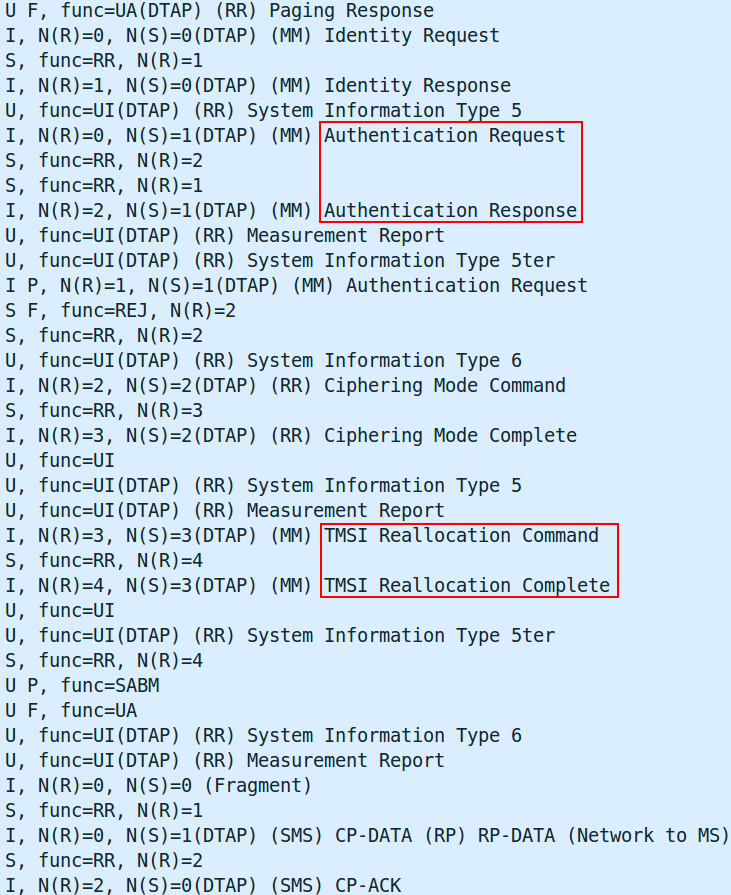 U F, func=UA(DTAP) (RR) Paging Response
I, N(R)=0, N(S)=0(DTAP) (MM) Identity Request
S, func=RR, N(R)=1
I, N(R)=1, N(S)=0(DTAP) (MM) Identity Response
U, func=UI(DTAP) (RR) System Information Type 5
I, N(R)=0, N(S)=1(DTAP) (MM) Authentication Request
S, func=RR, N(R)=2
S, func=RR, N(R)=1
I, N(R)=2, N(S)=1(DTAP) (MM) Authentication Response
U, func=UI(DTAP) (RR) Measurement Report
U, func=UI(DTAP) (RR) System Information Type 5ter
I P, N(R)=1, N(S)=1(DTAP) (MM) Authentication Request
S F, func=REJ, N(R)=2
S, func=RR, N(R)=2
U, func=UI(DTAP) (RR) System Information Type 6
I, N(R)=2, N(S)=2(DTAP) (RR) Ciphering Mode Command
S, func=RR, N(R)=3
I, N(R)=3, N(S)=2(DTAP) (RR) Ciphering Mode Complete
U, func=UI
U, func=UI(DTAP) (RR) System Information Type 5
U, func=UI(DTAP) (RR) Measurement Report
I, N(R)=3, N(S)=3(DTAP) (MM) TMSI Reallocation Command
S, func=RR, N(R)=4
I, N(R)=4, N(S)=3(DTAP) (MM) TMSI Reallocation Complete
U, func=UI
U, func=UI(DTAP) (RR) System Information Type 5ter
S, func=RR, N(R)=4
U P, func=SABM
U F, func=UA
U, func=UI(DTAP) (RR) System Information Type 6
U, func=UI(DTAP) (RR) Measurement Report
I, N(R)=0, N(S)=0 (Fragment)
S, func=RR, N(R)=1
I, N(R)=0, N(S)=1(DTAP) (SMS) CP-DATA (RP) RP-DATA (Network to MS)
S, func=RR, N(R)=2
I, N(R)=2, N(S)=0(DTAP) (SMS) CP-ACK